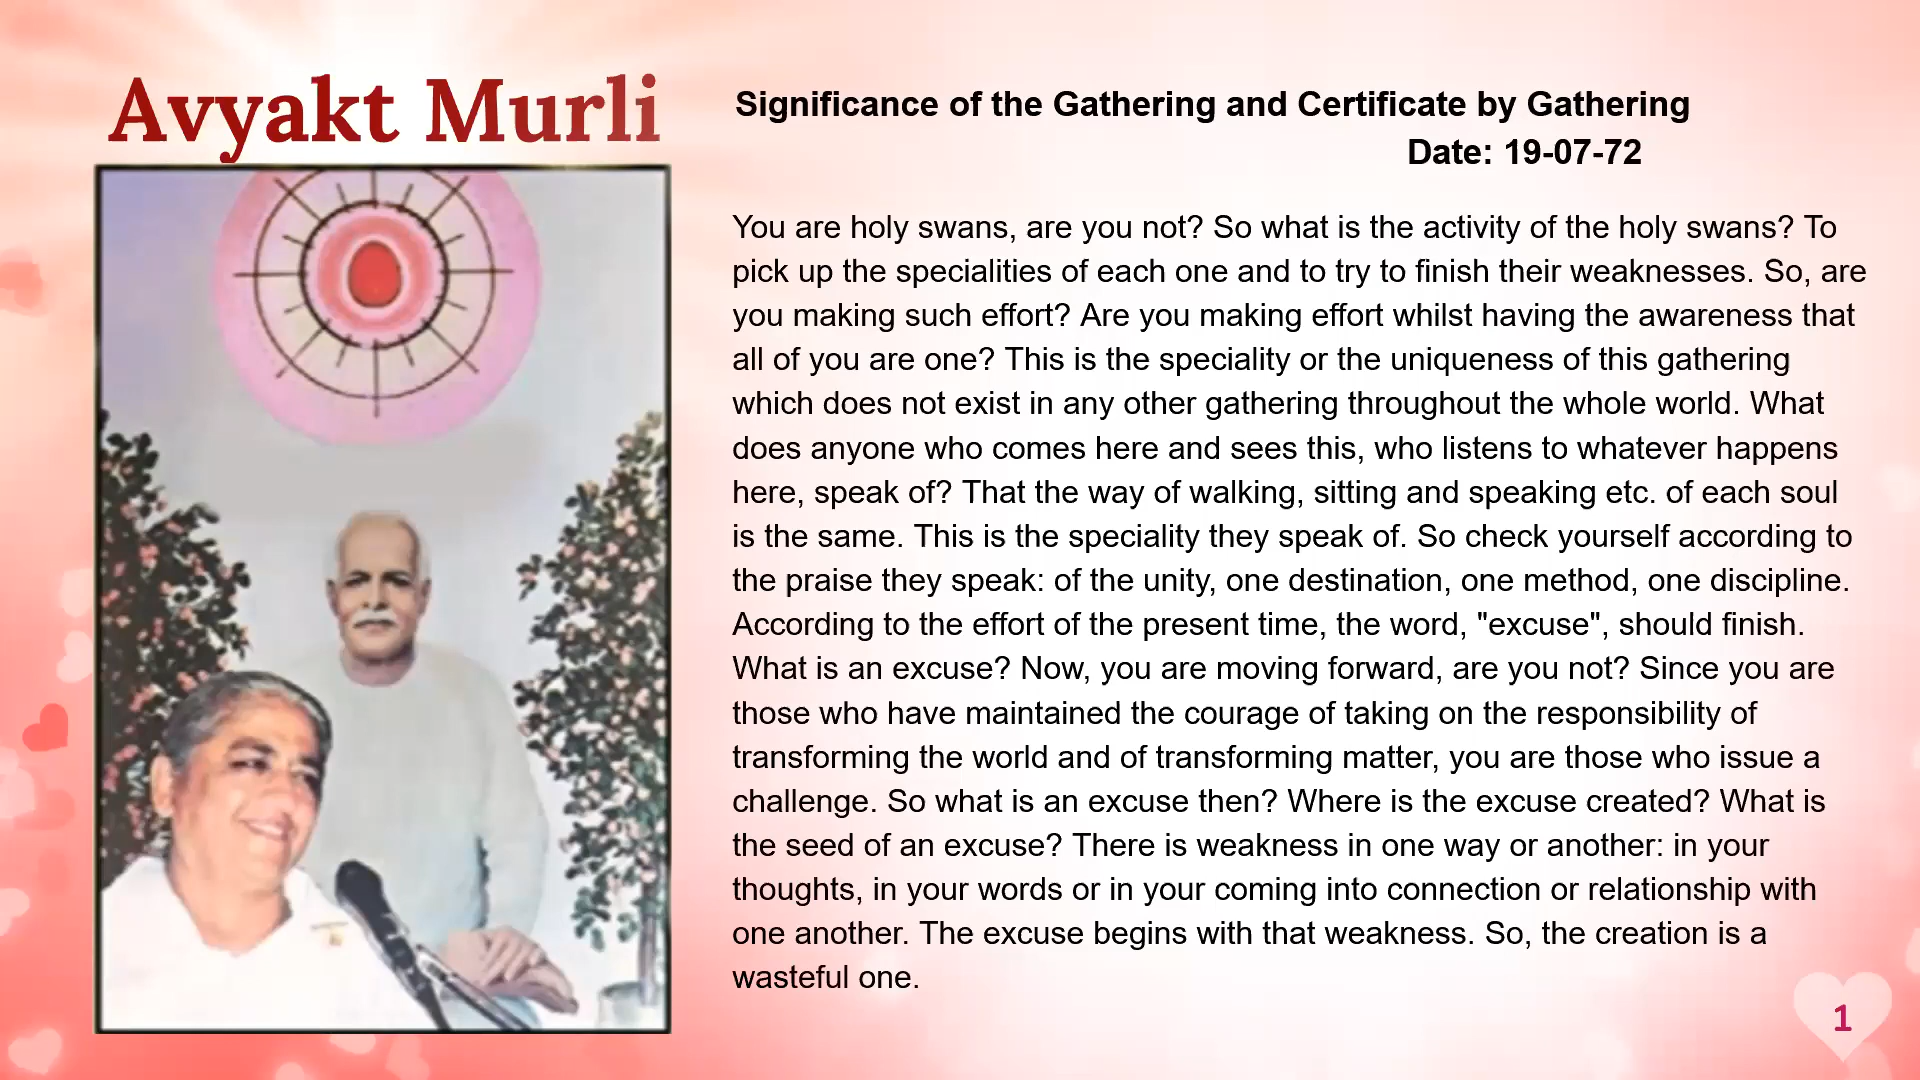 Avyakt Murli
Significance of the Gathering and Certificate by Gathering
Date: 19-07-72
You are holy swans, are you not? So what is the activity of the holy swans? To
pick up the specialities of each one and to try to finish their weaknesses. So, are
you making such effort? Are you making effort whilst having the awareness that
all of you are one? This is the speciality or the uniqueness of this gathering
which does not exist in any other gathering throughout the whole world. What
does anyone who comes here and sees this, who listens to whatever happens
here, speak of? That the way of walking, sitting and speaking etc. of each soul
is the same. This is the speciality they speak of. So check yourself according to
the praise they speak: of the unity, one destination, one method, one discipline.
According to the effort of the present time, the word, "excuse", should finish.
What is an excuse? Now, you are moving forward, are you not? Since you are
those who have maintained the courage of taking on the responsibility of
transforming the world and of transforming matter, you are those who issue a
challenge. So what is an excuse then? Where is the excuse created? What is
the seed of an excuse? There is weakness in one way or another: in your
thoughts, in your words or in your coming into connection or relationship with
one another. The excuse begins with that weakness. So, the creation is a
wasteful one.
1